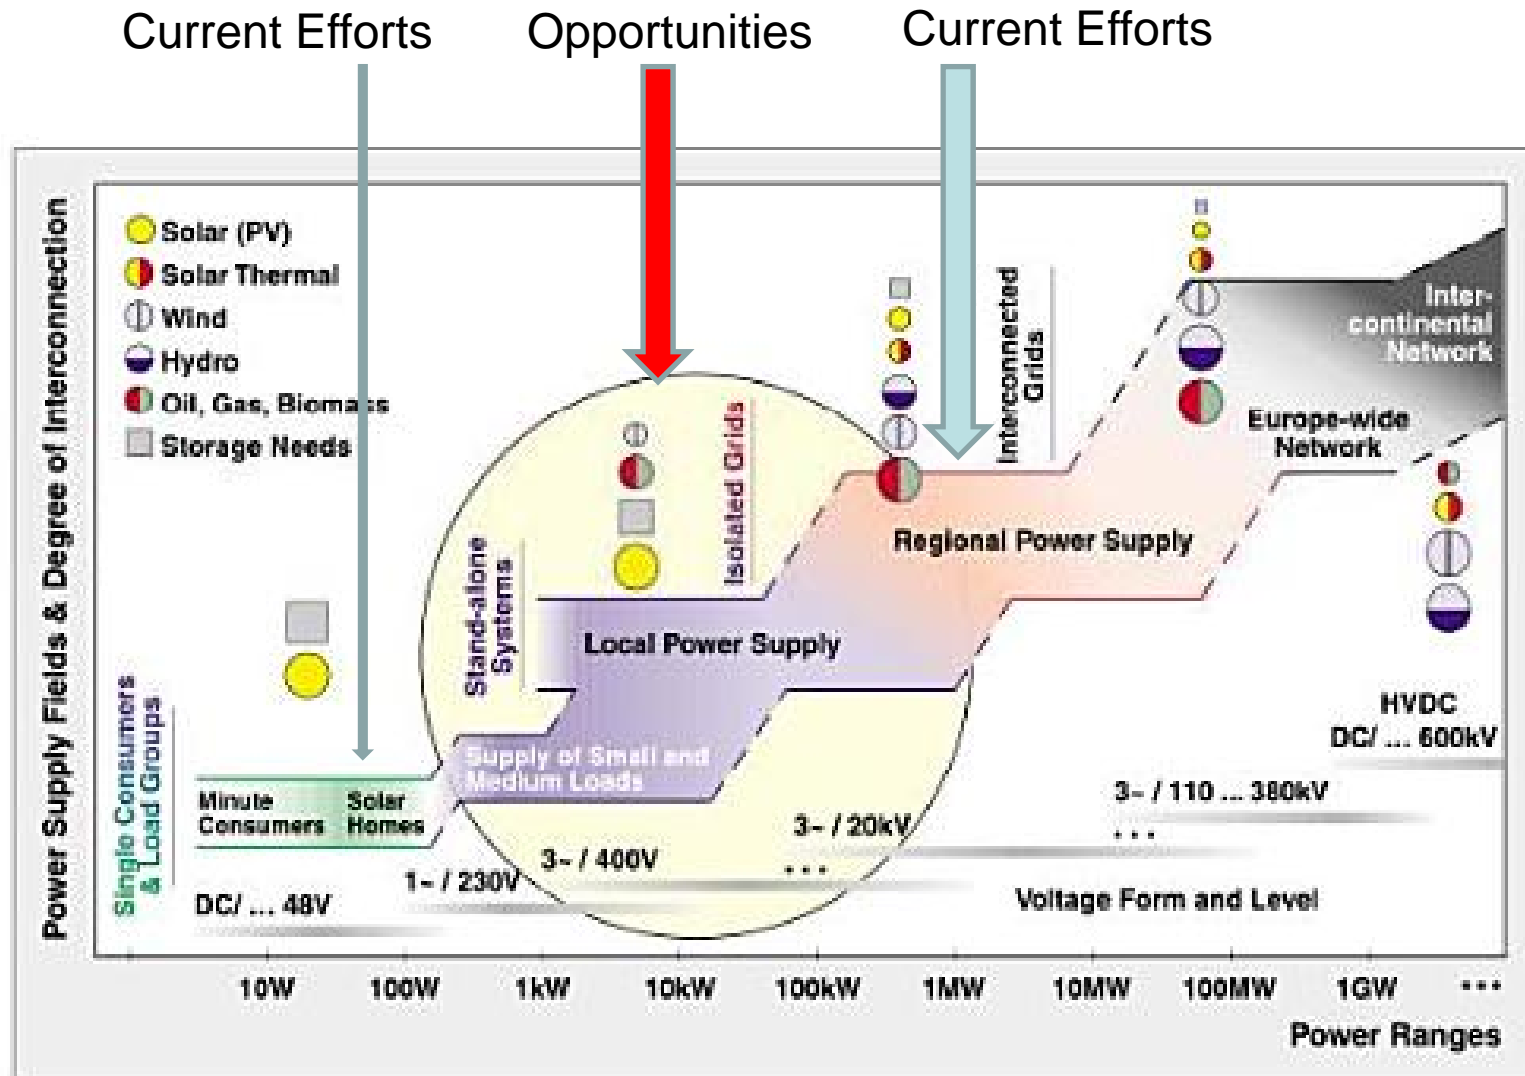 Current Efforts
Opportunities
Current Efforts
Power Supply Fields & Degree of Interconnection
Solar (PV)
Solar Thermal
Wind
Hydro
Oil, Gas, Biomass
Storage Needs
Single Consumers
& Load Groups
Stand-alone
Systems
Isolated Grids
Interconnected
Grids
Inter-
continental
Network
Europe-wide
Network
Regional Power Supply
Local Power Supply
Supply of Small and
Medium Loads
Minute
Consumers
Solar
Homes
DC/ ... 48V
1~ / 230V
3~ / 400V
3~ / 20kV
...
3~ / 110 ... 380kV
...
HVDC
DC/ ... 600kV
Voltage Form and Level
10W 100W 1kW 10kW 100kW 1MW 10MW 100MW 1GW ...
Power Ranges